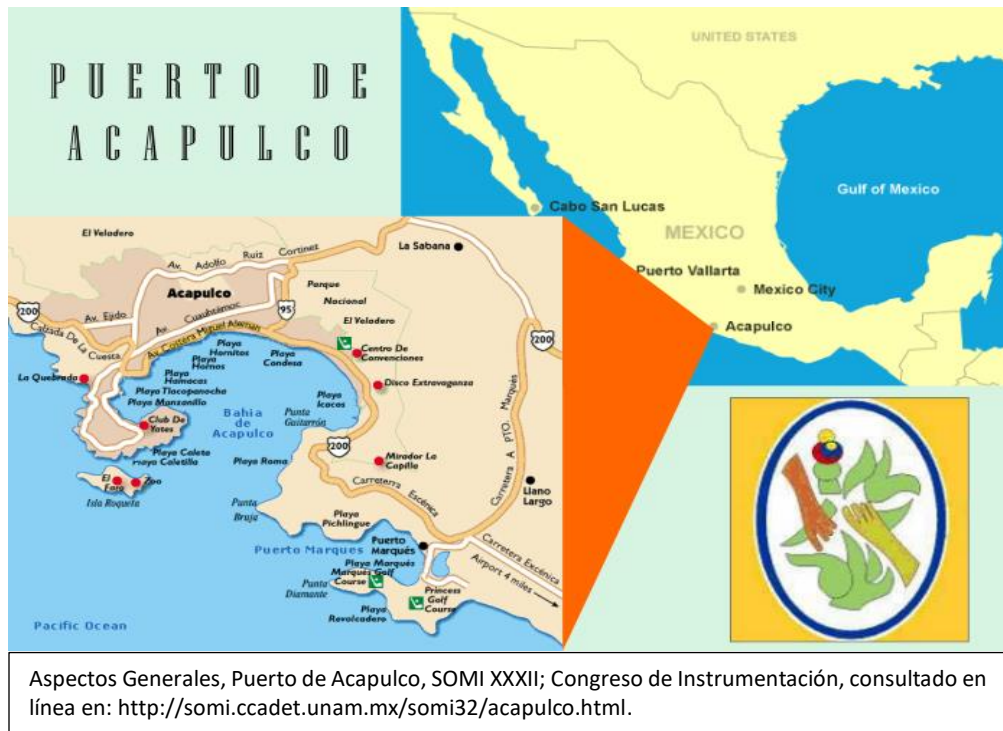 PUERTO DE
ACAPULCO
UNITED STATES
Gulf of Mexico
Cabo San Lucas
MEXICO
Puerto Vallarta
Mexico City
Acapulco
El Veladero
La Sabana
Av. Adolfo Ruiz Cortinez
Acapulco
Parque
Nacional
El Veladero
200
Av. Ejido
Av. Cuauhtémoc
95
Calzada De La
Cuesta
Av. Costera Miguel Aleman
200
Centro De
Convenciones
Playa
Hornitos
Playa
Hornos
Playa
Condesa
La Quebrada
Playa
Hamacas
Playa Tlacopanocha
Playa Manzanillo
Disco Extravaganza
Playa
Icacos
Bahia
de
Acapulco
Punta
Guitarrón
Club De
Yates
200
Carretera A PTO. Marqués
Playa Caleta
Playa Caletilla
Playa Roma
Mirador La
Capilla
El
Faro
Zoo
Isla Roqueta
Carreterra Escénica
Llano
Largo
Punta
Bruja
Playa
Pichlingue
Puerto Marques
Puerto
Marqués
Carretera Excénica
Airport 4 miles
Playa Marqués
Marqués Golf
Course
Punta
Diamante
Princess
Golf
Course
Playa
Revolcadero
Pacific Ocean
Aspectos Generales, Puerto de Acapulco, SOMI XXXII; Congreso de Instrumentación, consultado en
línea en: http://somi.ccadet.unam.mx/somi32/acapulco.html.